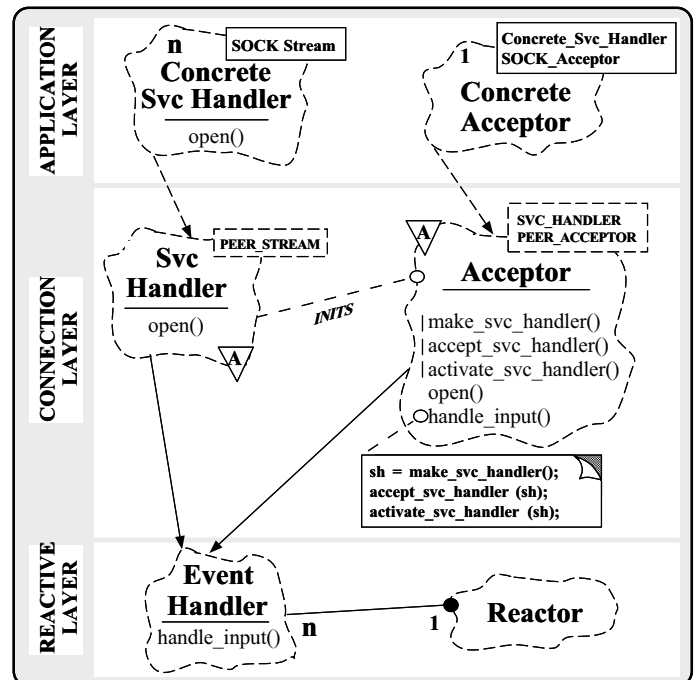 APPLICATION
LAYER
n
SOCK Stream
Concrete
Svc Handler
open()
1
Concrete_Svc_Handler
SOCK_Acceptor
Concrete
Acceptor
CONNECTION
LAYER
PEER_STREAM
Svc
Handler
open()
A
INITS
A
SVC_HANDLER
PEER_ACCEPTOR
Acceptor
make_svc_handler()
accept_svc_handler()
activate_svc_handler()
open()
handle_input()
sh = make_svc_handler();
accept_svc_handler (sh);
activate_svc_handler (sh);
REACTIVE
LAYER
Event
Handler
handle_input()
n
1
Reactor